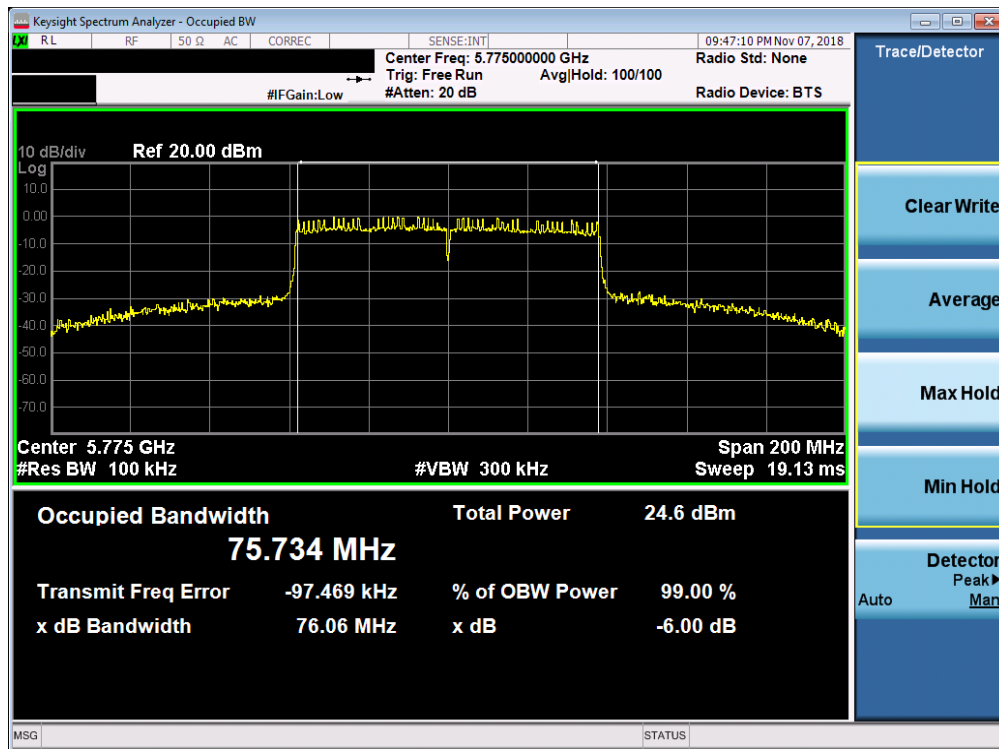 Keysight Spectrum Analyzer - Occupied BW
LXI RL RF 50 Ω AC CORREC SENSE:INT 09:47:10 PM Nov 07, 2018
Center Freq: 5.775000000 GHz Radio Std: None
Trig: Free Run Avg|Hold: 100/100
#IFGain:Low #Atten: 20 dB Radio Device: BTS
10 dB/div Ref 20.00 dBm
Log
10.0
0.00
-10.0
-20.0
-30.0
-40.0
-50.0
-60.0
-70.0
Center 5.775 GHz Span 200 MHz
#Res BW 100 kHz #VBW 300 kHz Sweep 19.13 ms
Occupied Bandwidth Total Power 24.6 dBm
75.734 MHz
Transmit Freq Error -97.469 kHz % of OBW Power 99.00 %
x dB Bandwidth 76.06 MHz x dB -6.00 dB
Trace/Detector
Clear Write
Average
Max Hold
Min Hold
Detector
Peak
Auto Man
MSG STATUS